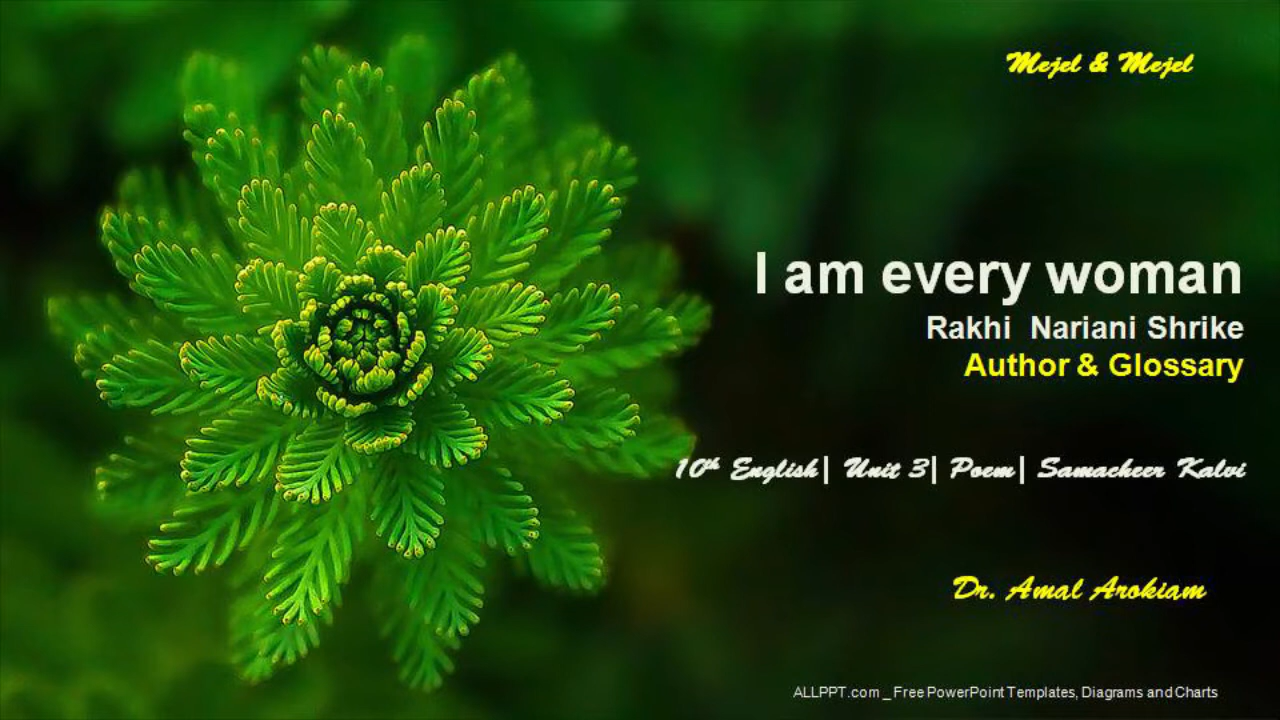 Mejel & Mejel
I am every woman
Rakhi Nariani Shrike
Author & Glossary
10th English| Unit 3| Poem| Samacheer Kalvi
Dr. Amal Arokiam
ALLPPT.com _ Free PowerPoint Templates, Diagrams and Charts